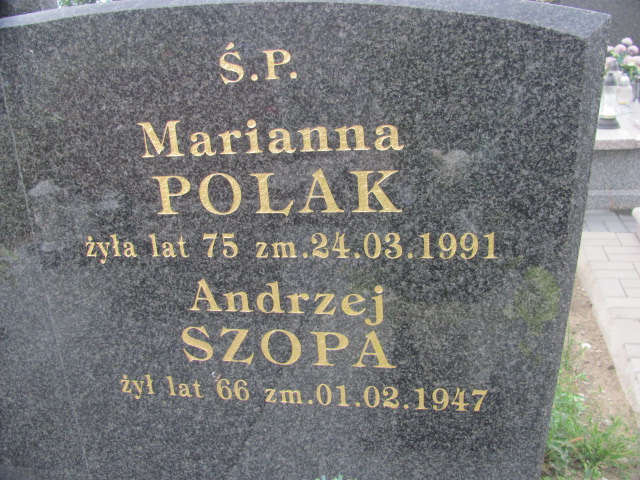 Ś.P.
Marianna
POLAK
żyła lat 75 zm.24.03.1991
Andrzej
SZOPA
żył lat 66 zm.01.02.1947